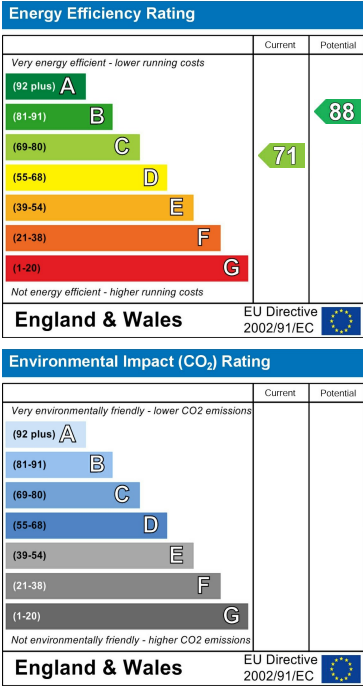 Energy Efficiency Rating
Current Potential
Very energy efficient - lower running costs
(92 plus) A
(81-91) B
88
(69-80) C
71
(55-68) D
(39-54) E
(21-38) F
(1-20) G
Not energy efficient - higher running costs
England & Wales
EU Directive
2002/91/EC
Environmental Impact (CO₂) Rating
Current Potential
Very environmentally friendly - lower CO2 emissions
(92 plus) A
(81-91) B
(69-80) C
(55-68) D
(39-54) E
(21-38) F
(1-20) G
Not environmentally friendly - higher CO2 emissions
England & Wales
EU Directive
2002/91/EC